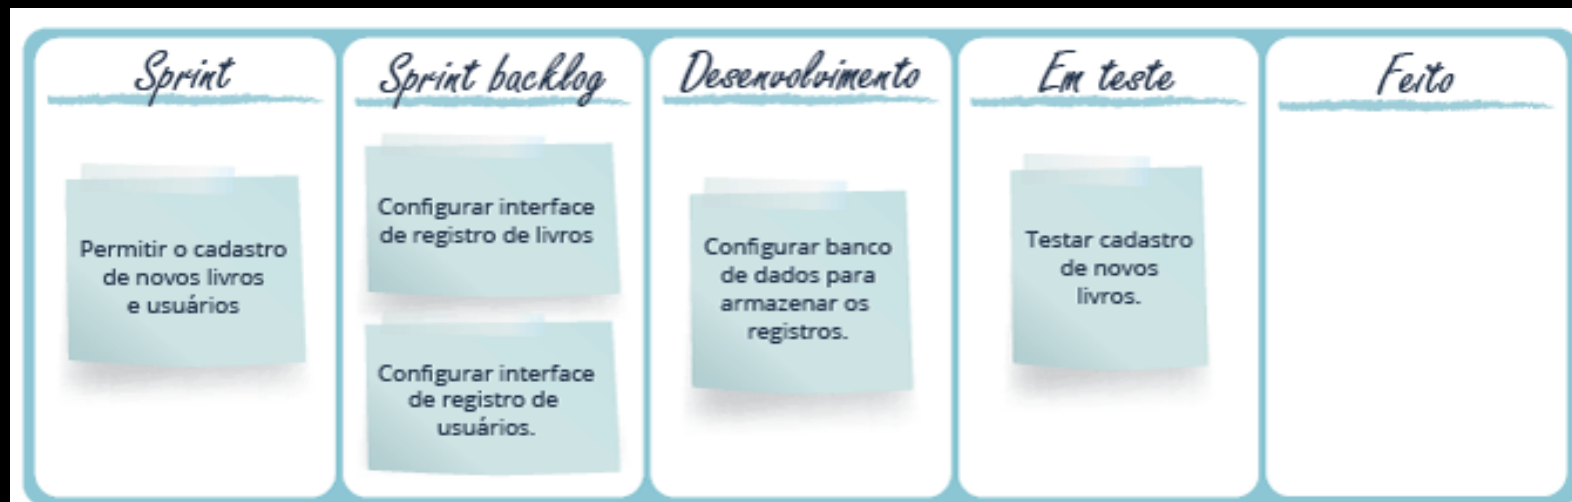 Sprint
Sprint backlog
Desenvolvimento
Em teste
Feito
Permitir o cadastro
de novos livros
e usuários
Configurar interface
de registro de livros
Configurar interface
de registro de
usuários.
Configurar banco
de dados para
armazenar os
registros.
Testar cadastro
de novos
livros.